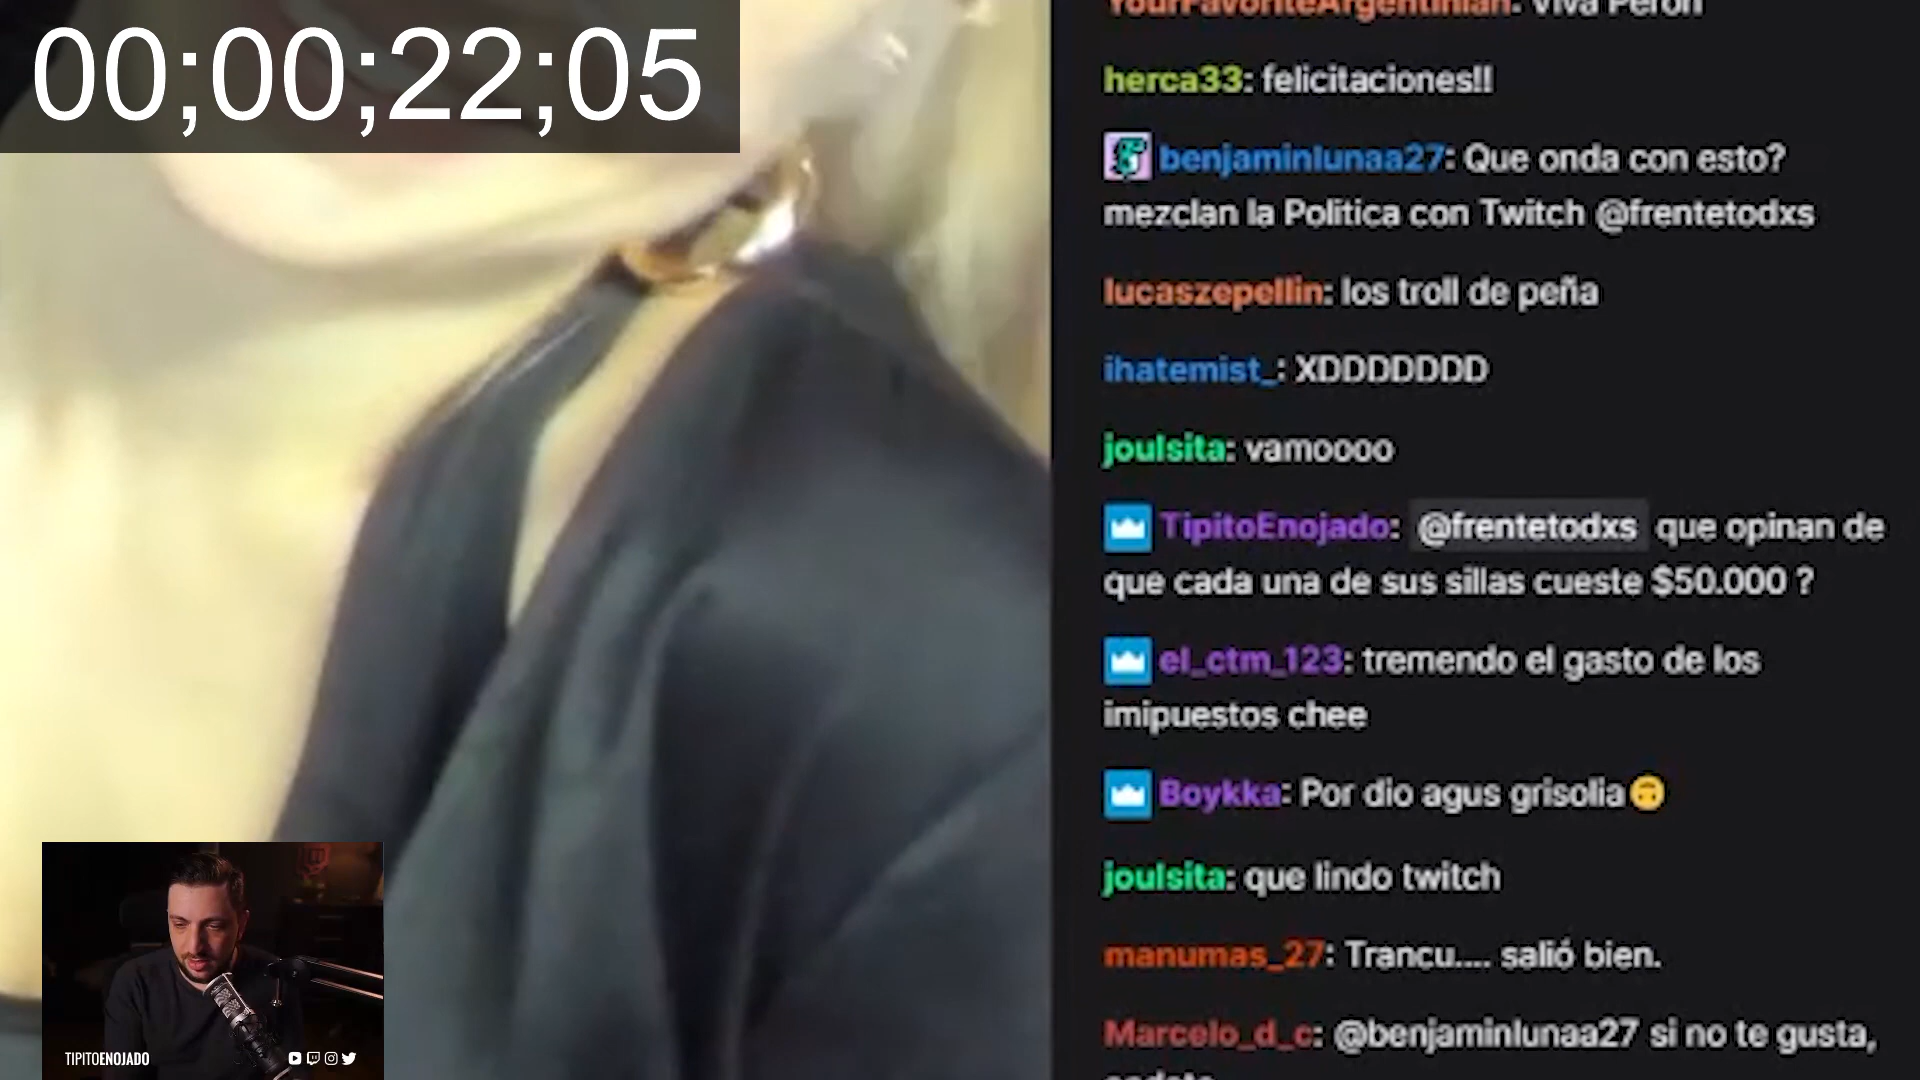 00;00;22;05
YourFavoriteArgentinian: Viva Perón
herca33: felicitaciones!!
benjaminlunaa27: Que onda con esto?
mezclan la Politica con Twitch @frentetodxs
lucaszepellin: los troll de peña
ihatemist_: XDDDDDDD
joulsita: vamoooo
TipitoEnojado: @frentetodxs que opinan de
que cada una de sus sillas cueste $50.000 ?
el_ctm_123: tremendo el gasto de los
imipuestos chee
Boykka: Por dio agus grisolia🙃
joulsita: que lindo twitch
manumas_27: Trancu.... salió bien.
Marcelo_d_c: @benjaminlunaa27 si no te gusta,
TIPITOENOJADO